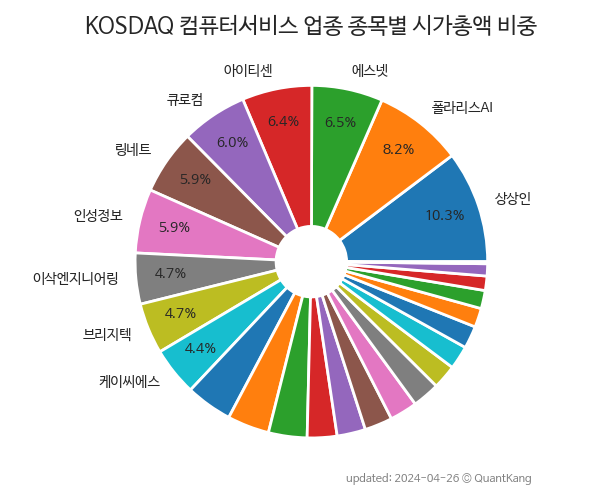 KOSDAQ 컴퓨터서비스 업종 종목별 시가총액 비중
아이티센
에스넷
큐로컴
폴라리스AI
6.4%
6.5%
6.0%
8.2%
링네트
5.9%
상상인
10.3%
인성정보
5.9%
이삭엔지니어링
4.7%
4.7%
브리지텍
4.4%
케이씨에스
updated: 2024-04-26 © QuantKang